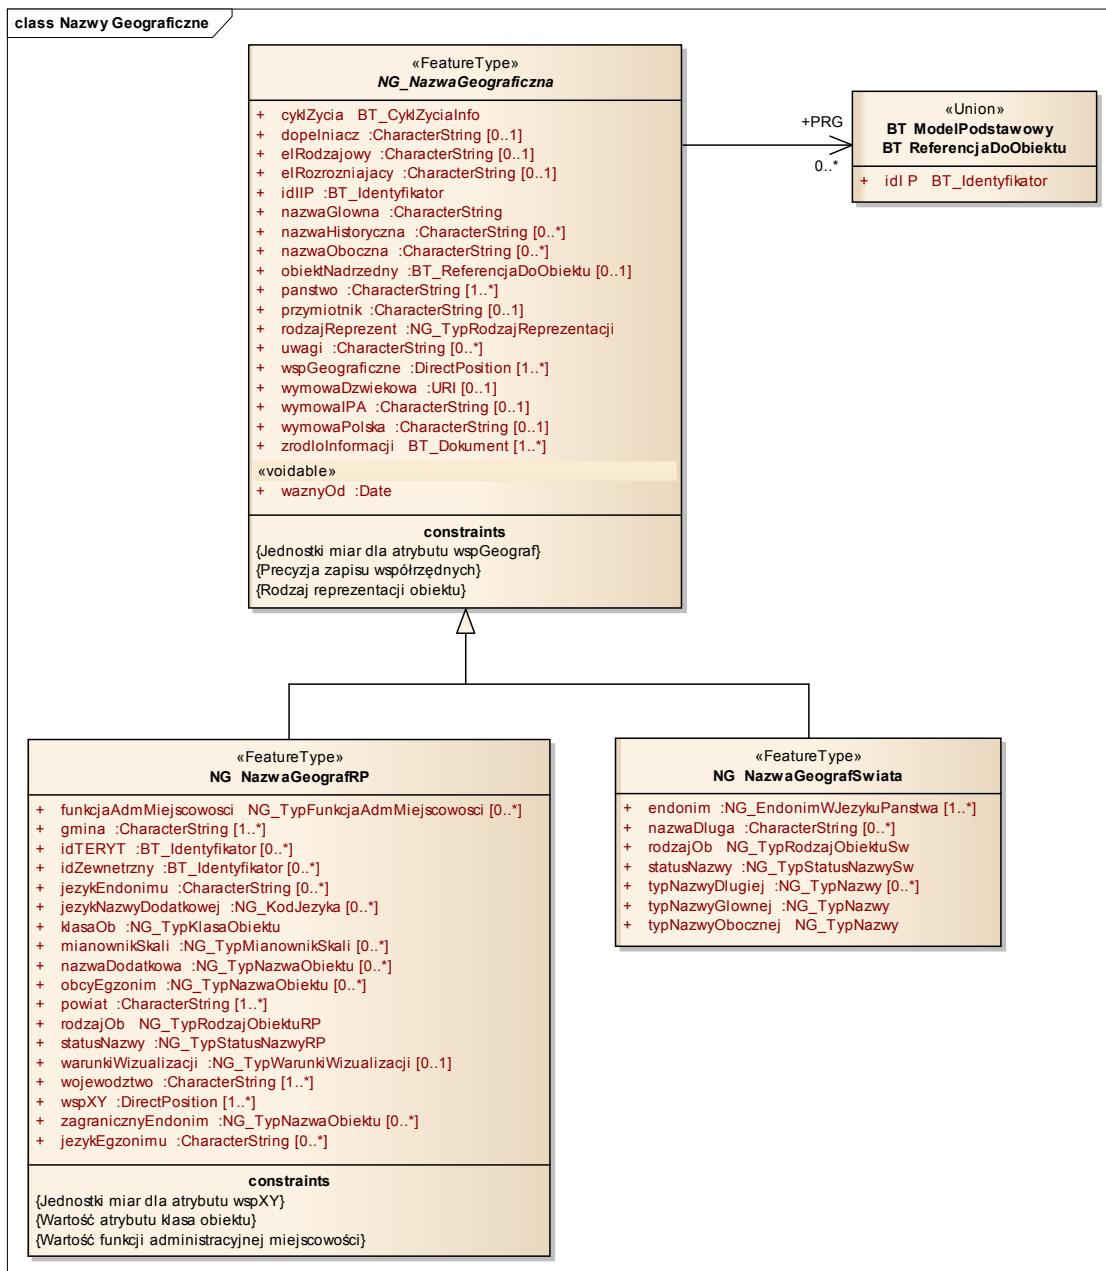 class Nazwy Geograficzne
«FeatureType»
NG_NazwaGeograficzna
+ cyklZycia BT_CyklZyciaInfo
+ dopelniacz :CharacterString [0..1]
+ elRodzajowy :CharacterString [0..1]
+ elRozrozniajacy :CharacterString [0..1]
+ idIIP :BT_Identyfikator
+ nazwaGlowna :CharacterString
+ nazwaHistoryczna :CharacterString [0..*]
+ nazwaOboczna :CharacterString [0..*]
+ obiektNadrzedny :BT_ReferencjaDoObiektu [0..1]
+ panstwo :CharacterString [1..*]
+ przymiotnik :CharacterString [0..1]
+ rodzajReprezent :NG_TypRodzajReprezentacji
+ uwagi :CharacterString [0..*]
+ wspGeograficzne :DirectPosition [1..*]
+ wymowaDzwiekowa :URI [0..1]
+ wymowaIPA :CharacterString [0..1]
+ wymowaPolska :CharacterString [0..1]
+ zrodloInformacji BT_Dokument [1..*]
«voidable»
+ waznyOd :Date
constraints
{Jednostki miar dla atrybutu wspGeograf}
{Precyzja zapisu współrzędnych}
{Rodzaj reprezentacji obiektu}
+PRG
0..*
«Union»
BT ModelPodstawowy
BT ReferencjaDoObiektu
+ idI P BT_Identyfikator
«FeatureType»
NG NazwaGeografRP
+ funkcjaAdmMiejscowosci NG_TypFunkcjaAdmMiejscowosci [0..*]
+ gmina :CharacterString [1..*]
+ idTERYT :BT_Identyfikator [0..*]
+ idZewnetrzny :BT_Identyfikator [0..*]
+ jezykEndonimu :CharacterString [0..*]
+ jezykNazwyDodatkowej :NG_KodJezyka [0..*]
+ klasaOb :NG_TypKlasaObiektu
+ mianownikSkali :NG_TypMianownikSkali [0..*]
+ nazwaDodatkowa :NG_TypNazwaObiektu [0..*]
+ obcyEgzonim :NG_TypNazwaObiektu [0..*]
+ powiat :CharacterString [1..*]
+ rodzajOb NG_TypRodzajObiektuRP
+ statusNazwy :NG_TypStatusNazwyRP
+ warunkiWizualizacji :NG_TypWarunkiWizualizacji [0..1]
+ wojewodztwo :CharacterString [1..*]
+ wspXY :DirectPosition [1..*]
+ zagranicznyEndonim :NG_TypNazwaObiektu [0..*]
+ jezykEgzonimu :CharacterString [0..*]
constraints
{Jednostki miar dla atrybutu wspXY}
{Wartość atrybutu klasa obiektu}
{Wartość funkcji administracyjnej miejscowości}
«FeatureType»
NG NazwaGeografSwiata
+ endonim :NG_EndonimWJezykuPanstwa [1..*]
+ nazwaDluga :CharacterString [0..*]
+ rodzajOb NG_TypRodzajObiektuSw
+ statusNazwy :NG_TypStatusNazwySw
+ typNazwyDlugiej :NG_TypNazwy [0..*]
+ typNazwyGlownej :NG_TypNazwy
+ typNazwyObocznej NG_TypNazwy